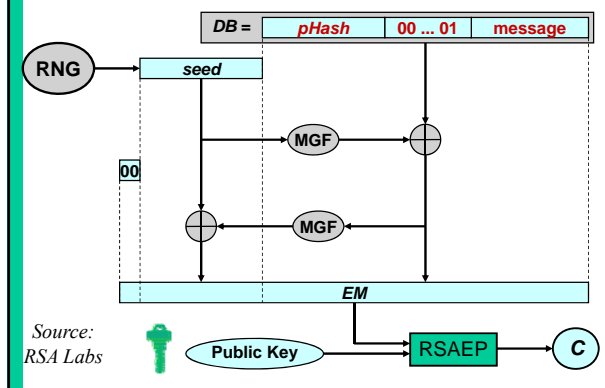 DB = pHash 00 ... 01 message
RNG
seed
MGF
00
MGF
EM
Source:
RSA Labs
Public Key
RSAEP
C